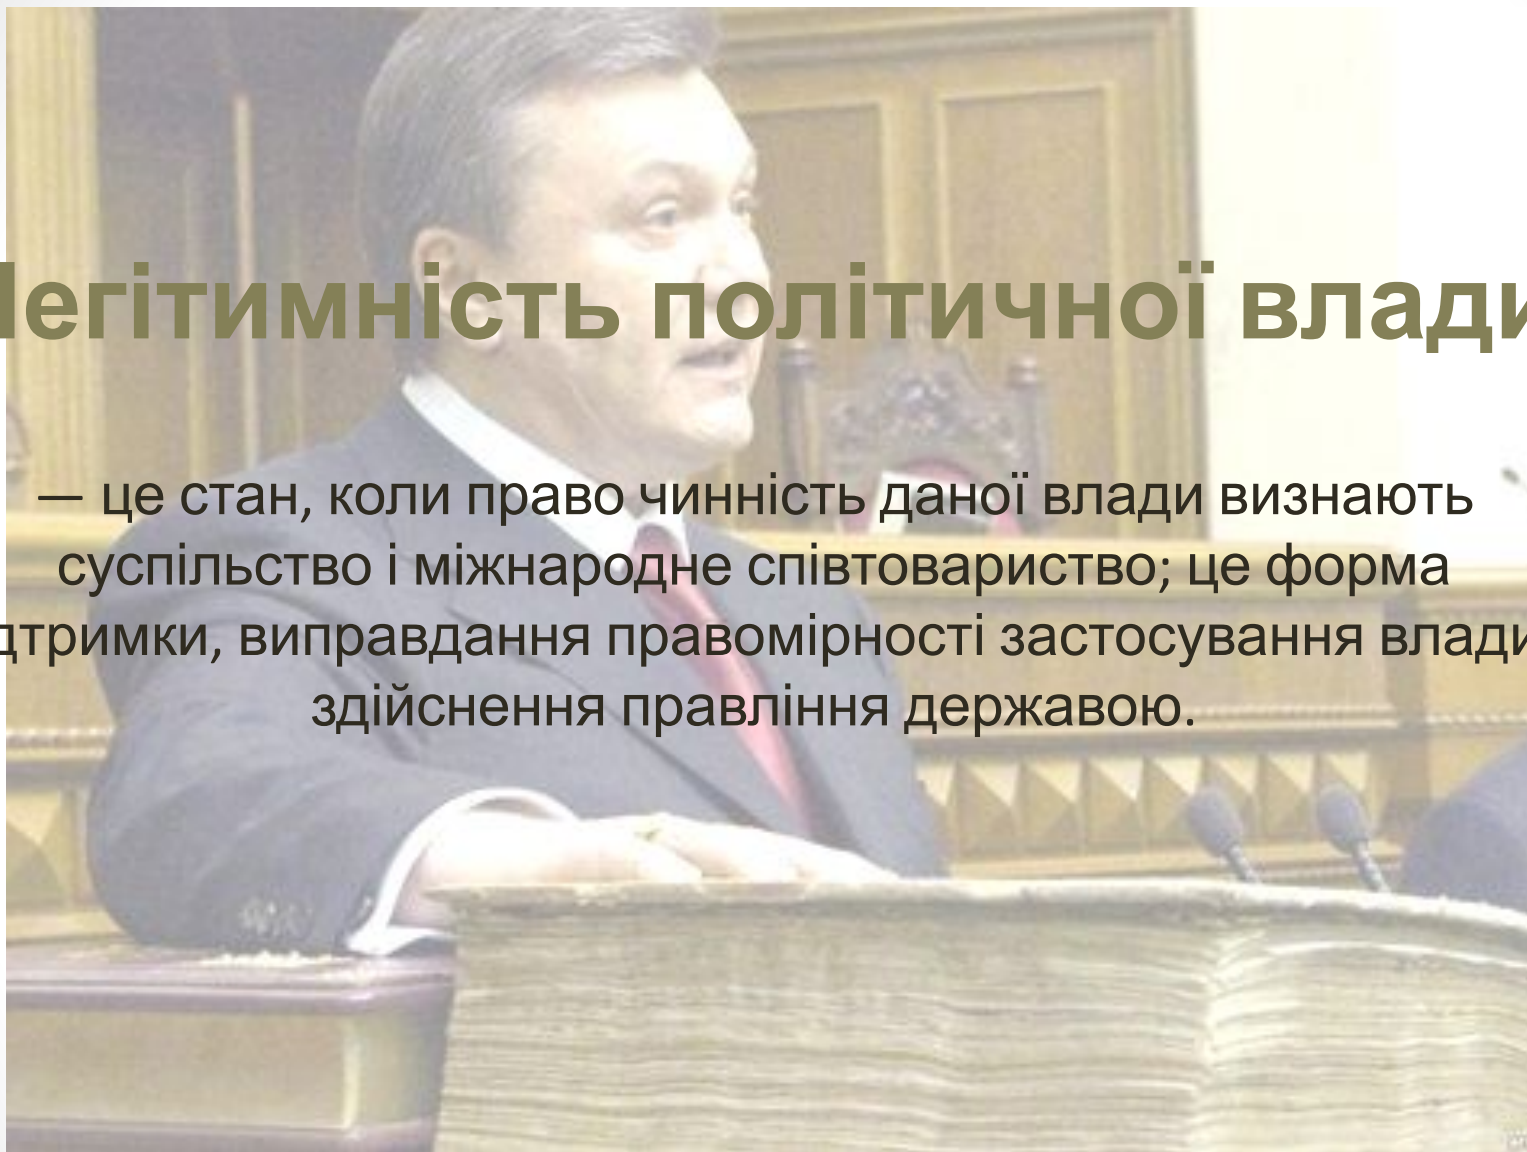 Легітимність політичної влади
— це стан, коли право чинність даної влади визнають
суспільство і міжнародне співтовариство; це форма
дтримки, виправдання правомірності застосування влади
здійснення правління державою.